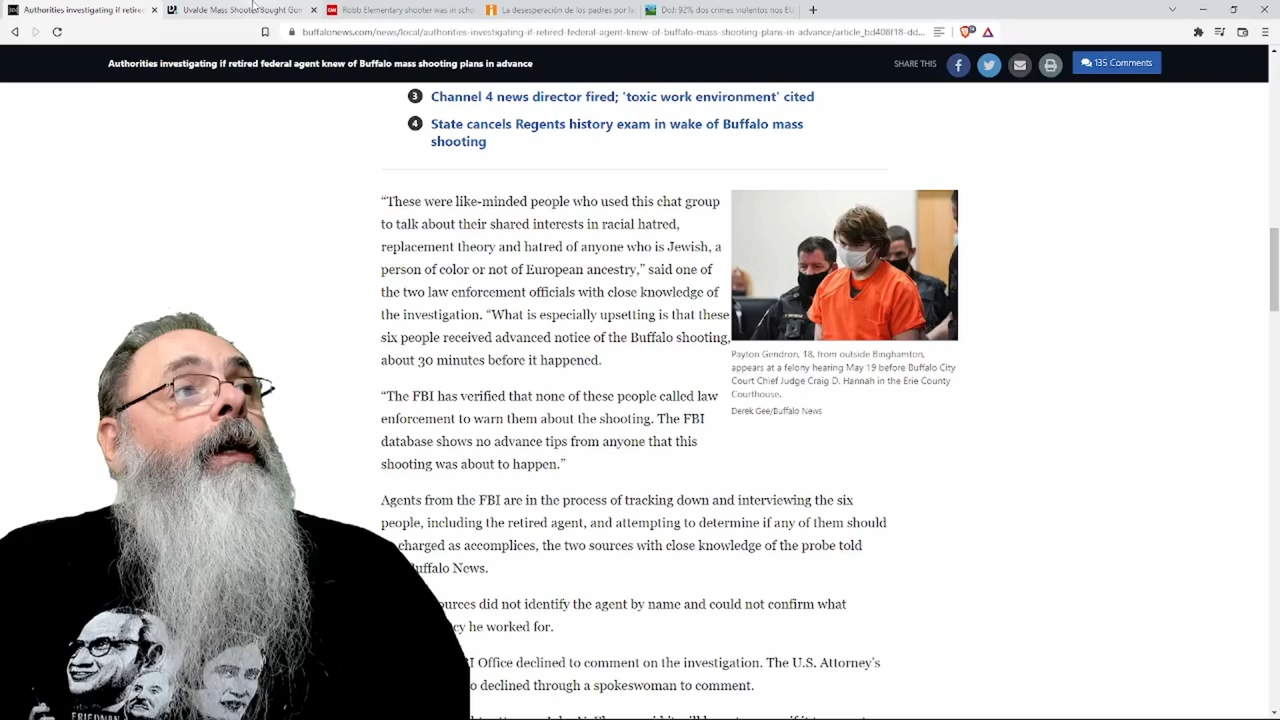 Authorities investigating if retire
Uvalde Mass Shooter Bought Gun
Robb Elementary shooter was in scho
La desesperación de los padres por la
DoJ: 92% dos crimes violentos nos EU
buffalonews.com/news/local/authorities-investigating-if-retired-federal-agent-knew-of-buffalo-mass-shooting-plans-in-advance/article_bd408f18-dd...
Authorities investigating if retired federal agent knew of Buffalo mass shooting plans in advance
SHARE THIS
135 Comments
3 Channel 4 news director fired; 'toxic work environment' cited
4 State cancels Regents history exam in wake of Buffalo mass
shooting
“These were like-minded people who used this chat group
to talk about their shared interests in racial hatred,
replacement theory and hatred of anyone who is Jewish, a
person of color or not of European ancestry,” said one of
the two law enforcement officials with close knowledge of
the investigation. “What is especially upsetting is that these
six people received advanced notice of the Buffalo shooting,
about 30 minutes before it happened.
Payton Gendron, 18, from outside Binghamton,
appears at a felony hearing May 19 before Buffalo City
Court Chief Judge Craig D. Hannah in the Erie County
Courthouse.
Derek Gee/Buffalo News
“The FBI has verified that none of these people called law
enforcement to warn them about the shooting. The FBI
database shows no advance tips from anyone that this
shooting was about to happen.”
Agents from the FBI are in the process of tracking down and interviewing the six
people, including the retired agent, and attempting to determine if any of them should
charged as accomplices, the two sources with close knowledge of the probe told
uffalo News.
ources did not identify the agent by name and could not confirm what
cy he worked for.
I Office declined to comment on the investigation. The U.S. Attorney’s
o declined through a spokeswoman to comment.
FRIEDMAN